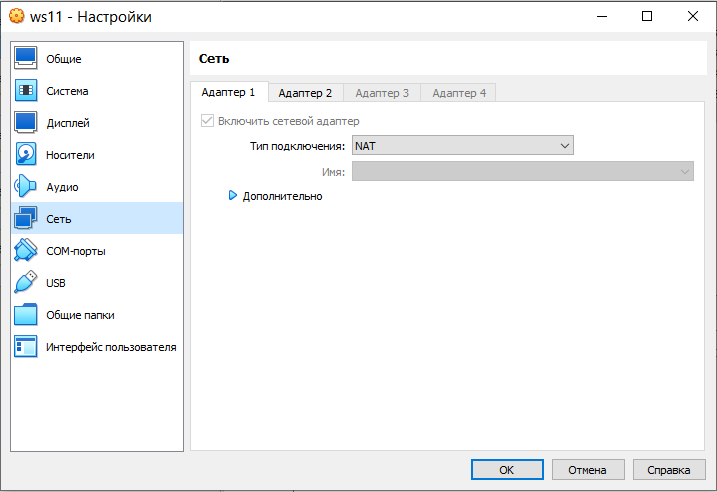 ws11 - Настройки
Общие
Система
Дисплей
Носители
Аудио
Сеть
COM-порты
USB
Общие папки
Интерфейс пользователя
Сеть
Адаптер 1 Адаптер 2 Адаптер 3 Адаптер 4
Включить сетевой адаптер
Тип подключения: NAT
Имя:
Дополнительно
OK Отмена Справка